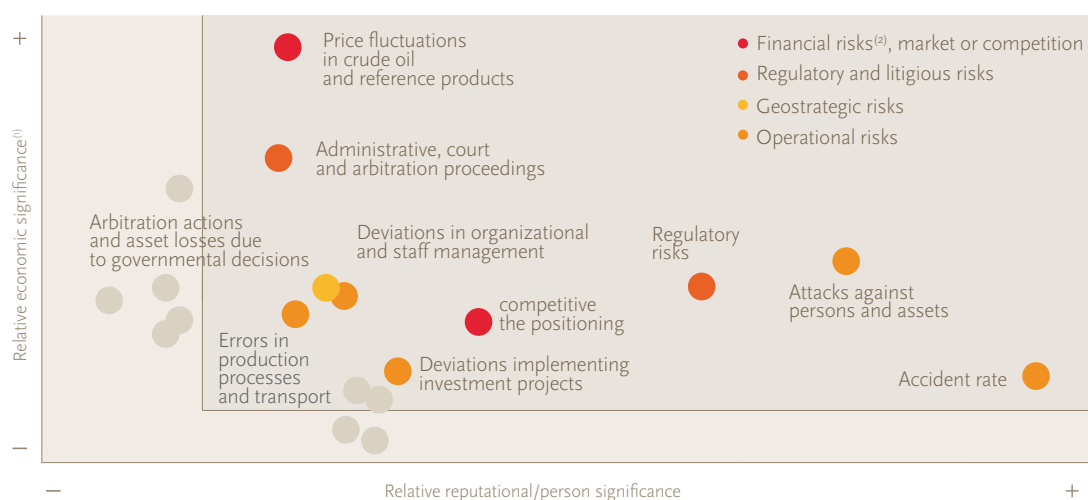 +
Relative economic significance(1)
–
Price fluctuations
in crude oil
and reference products
Financial risks(2), market or competition
Regulatory and litigious risks
Geostrategic risks
Operational risks
Administrative, court
and arbitration proceedings
Arbitration actions
and asset losses due
to governmental decisions
Deviations in organizational
and staff management
Regulatory
risks
Attacks against
persons and assets
competitive
the positioning
Errors in
production
processes
and transport
Deviations implementing
investment projects
Accident rate
–
Relative reputational/person significance
+